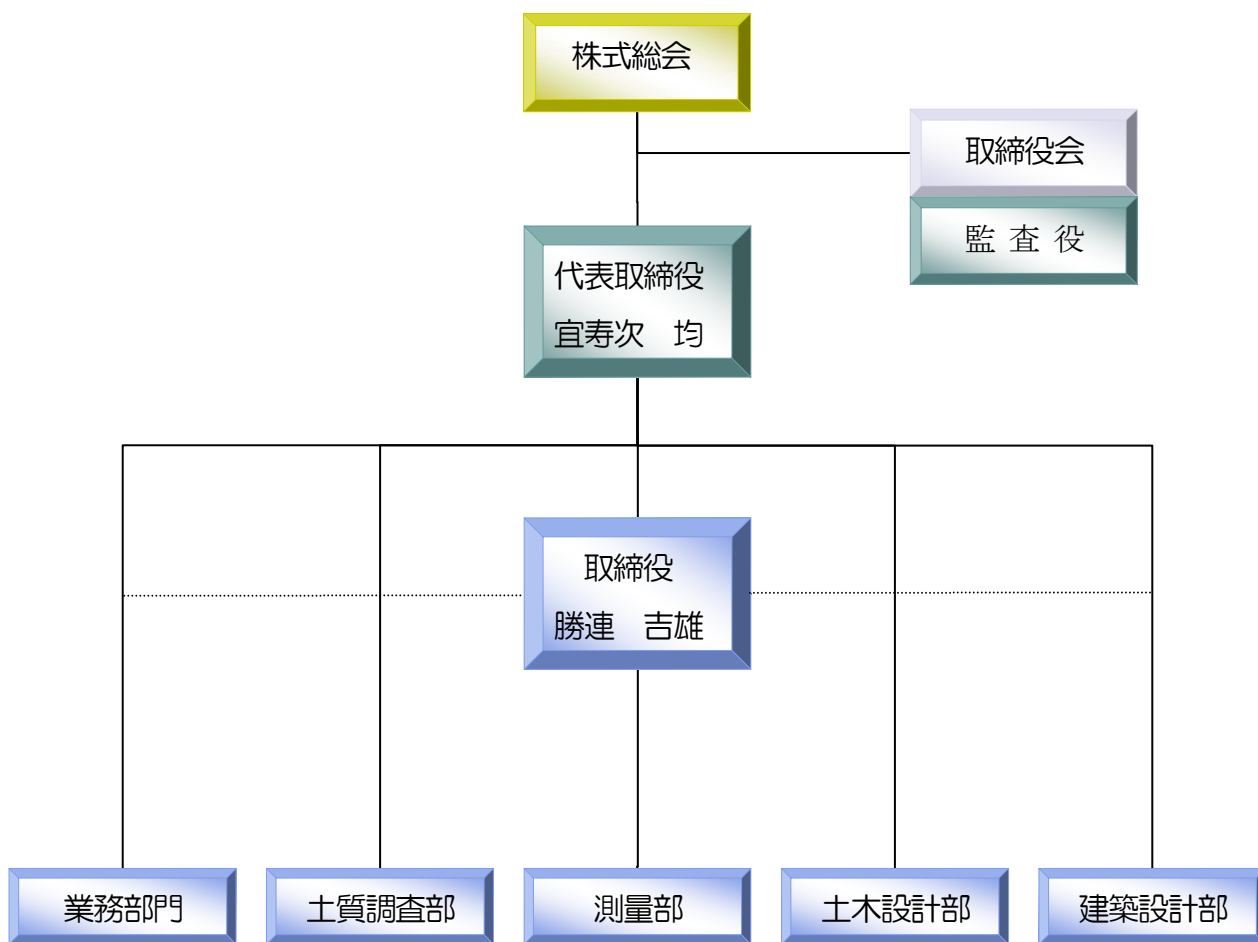 株式総会
取締役会
監 査 役
代表取締役
宜寿次　均
取締役
勝連　吉雄
業務部門
土質調査部
測量部
土木設計部
建築設計部